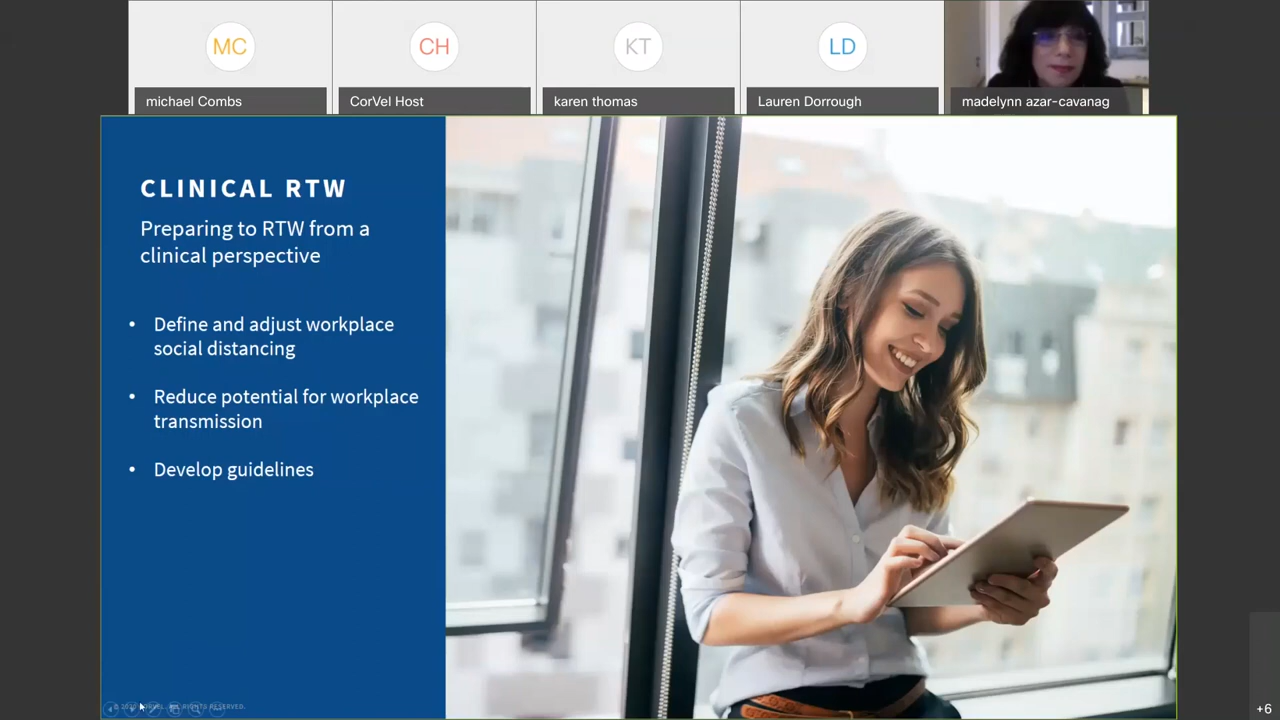 MC
CH
KT
LD
michael Combs
CorVel Host
karen thomas
Lauren Dorrough
madelynn azar-cavanag
CLINICAL RTW
Preparing to RTW from a
clinical perspective
• Define and adjust workplace
social distancing
• Reduce potential for workplace
transmission
• Develop guidelines
RESERVED.
+6